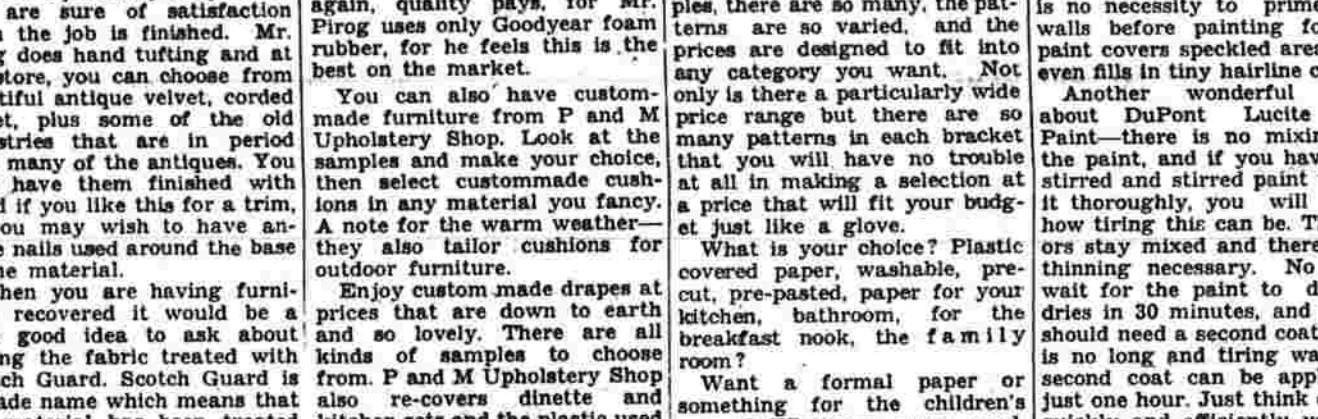 are sure of satisfaction
the job is finished. Mr.
does hand tufting and at
store, you can choose from
tiful antique velvet, corded
et, plus some of the old
stries that are in period
many of the antiques. You
have them finished with
if you like this for a trim,
ou may wish to have an-
nails used around the base
e material.
hen you are having furni-
recovered it would be a
good idea to ask about
ng the fabric treated with
ch Guard. Scotch Guard is
ade name which means that
again, quality pays, for Mr.
Pirog uses only Goodyear foam
rubber, for he feels this is the
best on the market.
You can also have custom-
made furniture from P and M
Upholstery Shop. Look at the
samples and make your choice,
then select custommade cush-
ions in any material you fancy.
A note for the warm weather—
they also tailor cushions for
outdoor furniture.
Enjoy custom made drapes at
prices that are down to earth
and so lovely. There are all
kinds of samples to choose
from. P and M Upholstery Shop
also re-covers dinette and
kitchen sets and the plastic used
ples, there are so many, the pat-
terns are so varied, and the
prices are designed to fit into
any category you want. Not
only is there a particularly wide
price range but there are so
many patterns in each bracket
that you will have no trouble
at all in making a selection at
a price that will fit your budg-
et just like a glove.
What is your choice? Plastic
covered paper, washable, pre-
cut, pre-pasted, paper for your
kitchen, bathroom, for the
breakfast nook, the family
room?
Want a formal paper or
something for the children's
is no necessity to prime
walls before painting fo
paint covers speckled area
even fills in tiny hairline c
Another wonderful
about DuPont Lucite
Paint—there is no mixin
the paint, and if you hav
stirred and stirred paint
it thoroughly, you will
how tiring this can be. T
ors stay mixed and there
thinning necessary. No
wait for the paint to d
dries in 30 minutes, and
should need a second coat
is no long and tiring wa
second coat can be appl
just one hour. Just think